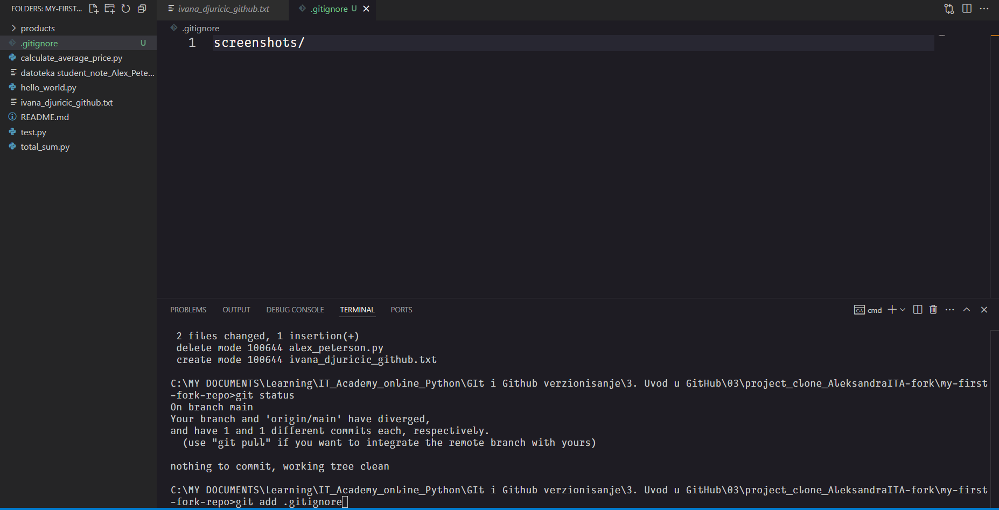 FOLDERS: MY-FIRST...
products
.gitignore U
calculate_average_price.py
datoteka student_note_Alex_Pete...
hello_world.py
ivana_djuricic_github.txt
README.md
test.py
total_sum.py
ivana_djuricic_github.txt .gitignore U
.gitignore
1 screenshots/
PROBLEMS OUTPUT DEBUG CONSOLE TERMINAL PORTS
cmd
2 files changed, 1 insertion(+)
delete mode 100644 alex_peterson.py
create mode 100644 ivana_djuricic_github.txt
C:\MY DOCUMENTS\Learning\IT_Academy_online_Python\GIt i Github verzionisanje\3. Uvod u GitHub\03\project_clone_AleksandraITA-fork\my-first
-fork-repo>git status
On branch main
Your branch and 'origin/main' have diverged,
and have 1 and 1 different commits each, respectively.
(use "git pull" if you want to integrate the remote branch with yours)
nothing to commit, working tree clean
C:\MY DOCUMENTS\Learning\IT_Academy_online_Python\GIt i Github verzionisanje\3. Uvod u GitHub\03\project_clone_AleksandraITA-fork\my-first
-fork-repo>git add .gitignore